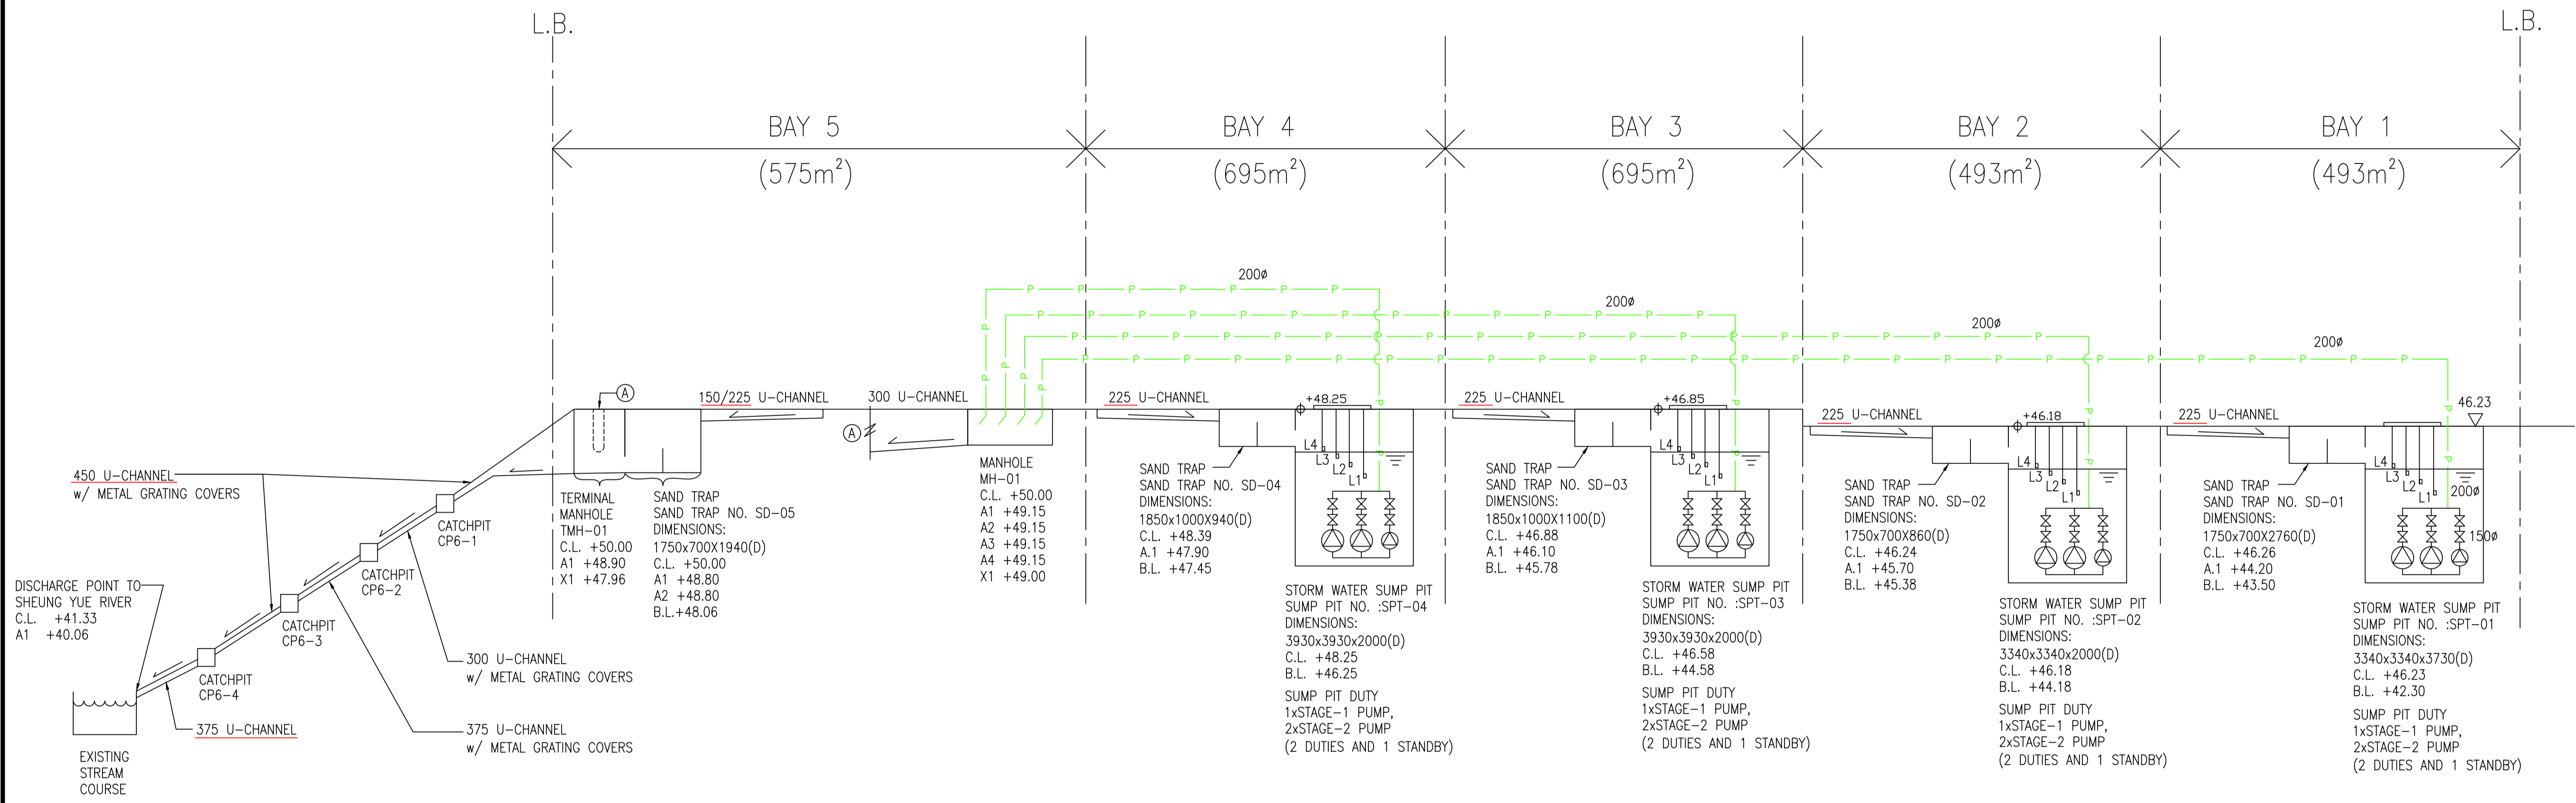 L.B.
L.B.
BAY 5
(575m²)
BAY 4
(695m²)
BAY 3
(695m²)
BAY 2
(493m²)
BAY 1
(493m²)
200ø
200ø
200ø
200ø
P P P P P P P P
P P P P P P P P P P P P P P P P
P P P P P P P P P P P P P P P P P P P P P P
P P P P P P P P P P P P P P P P P P P P P P P P P P P P
A
150/225 U-CHANNEL
300 U-CHANNEL
A
225 U-CHANNEL
+48.25
225 U-CHANNEL
+46.85
225 U-CHANNEL
+46.18
225 U-CHANNEL
46.23
450 U-CHANNEL
w/ METAL GRATING COVERS
CATCHPIT
CP6-1
CATCHPIT
CP6-2
CATCHPIT
CP6-3
CATCHPIT
CP6-4
DISCHARGE POINT TO
SHEUNG YUE RIVER
C.L. +41.33
A1 +40.06
EXISTING
STREAM
COURSE
375 U-CHANNEL
300 U-CHANNEL
w/ METAL GRATING COVERS
375 U-CHANNEL
w/ METAL GRATING COVERS
TERMINAL
MANHOLE
TMH-01
C.L. +50.00
A1 +48.90
X1 +47.96
SAND TRAP
SAND TRAP NO. SD-05
DIMENSIONS:
1750x700X1940(D)
C.L. +50.00
A1 +48.80
A2 +48.80
B.L.+48.06
MANHOLE
MH-01
C.L. +50.00
A1 +49.15
A2 +49.15
A3 +49.15
A4 +49.15
X1 +49.00
SAND TRAP
SAND TRAP NO. SD-04
DIMENSIONS:
1850x1000X940(D)
C.L. +48.39
A.1 +47.90
B.L. +47.45
L4
L3
L2
L1
STORM WATER SUMP PIT
SUMP PIT NO. :SPT-04
DIMENSIONS:
3930x3930x2000(D)
C.L. +48.25
B.L. +46.25
SUMP PIT DUTY
1xSTAGE-1 PUMP,
2xSTAGE-2 PUMP
(2 DUTIES AND 1 STANDBY)
SAND TRAP
SAND TRAP NO. SD-03
DIMENSIONS:
1850x1000X1100(D)
C.L. +46.88
A.1 +46.10
B.L. +45.78
L4
L3
L2
L1
STORM WATER SUMP PIT
SUMP PIT NO. :SPT-03
DIMENSIONS:
3930x3930x2000(D)
C.L. +46.58
B.L. +44.58
SUMP PIT DUTY
1xSTAGE-1 PUMP,
2xSTAGE-2 PUMP
(2 DUTIES AND 1 STANDBY)
SAND TRAP
SAND TRAP NO. SD-02
DIMENSIONS:
1750x700X860(D)
C.L. +46.24
A.1 +45.70
B.L. +45.38
L4
L3
L2
L1
STORM WATER SUMP PIT
SUMP PIT NO. :SPT-02
DIMENSIONS:
3340x3340x2000(D)
C.L. +46.18
B.L. +44.18
SUMP PIT DUTY
1xSTAGE-1 PUMP,
2xSTAGE-2 PUMP
(2 DUTIES AND 1 STANDBY)
SAND TRAP
SAND TRAP NO. SD-01
DIMENSIONS:
1750x700X2760(D)
C.L. +46.26
A.1 +44.20
B.L. +43.50
L4
L3
L2
L1
200ø
150ø
STORM WATER SUMP PIT
SUMP PIT NO. :SPT-01
DIMENSIONS:
3340x3340x3730(D)
C.L. +46.23
B.L. +42.30
SUMP PIT DUTY
1xSTAGE-1 PUMP,
2xSTAGE-2 PUMP
(2 DUTIES AND 1 STANDBY)